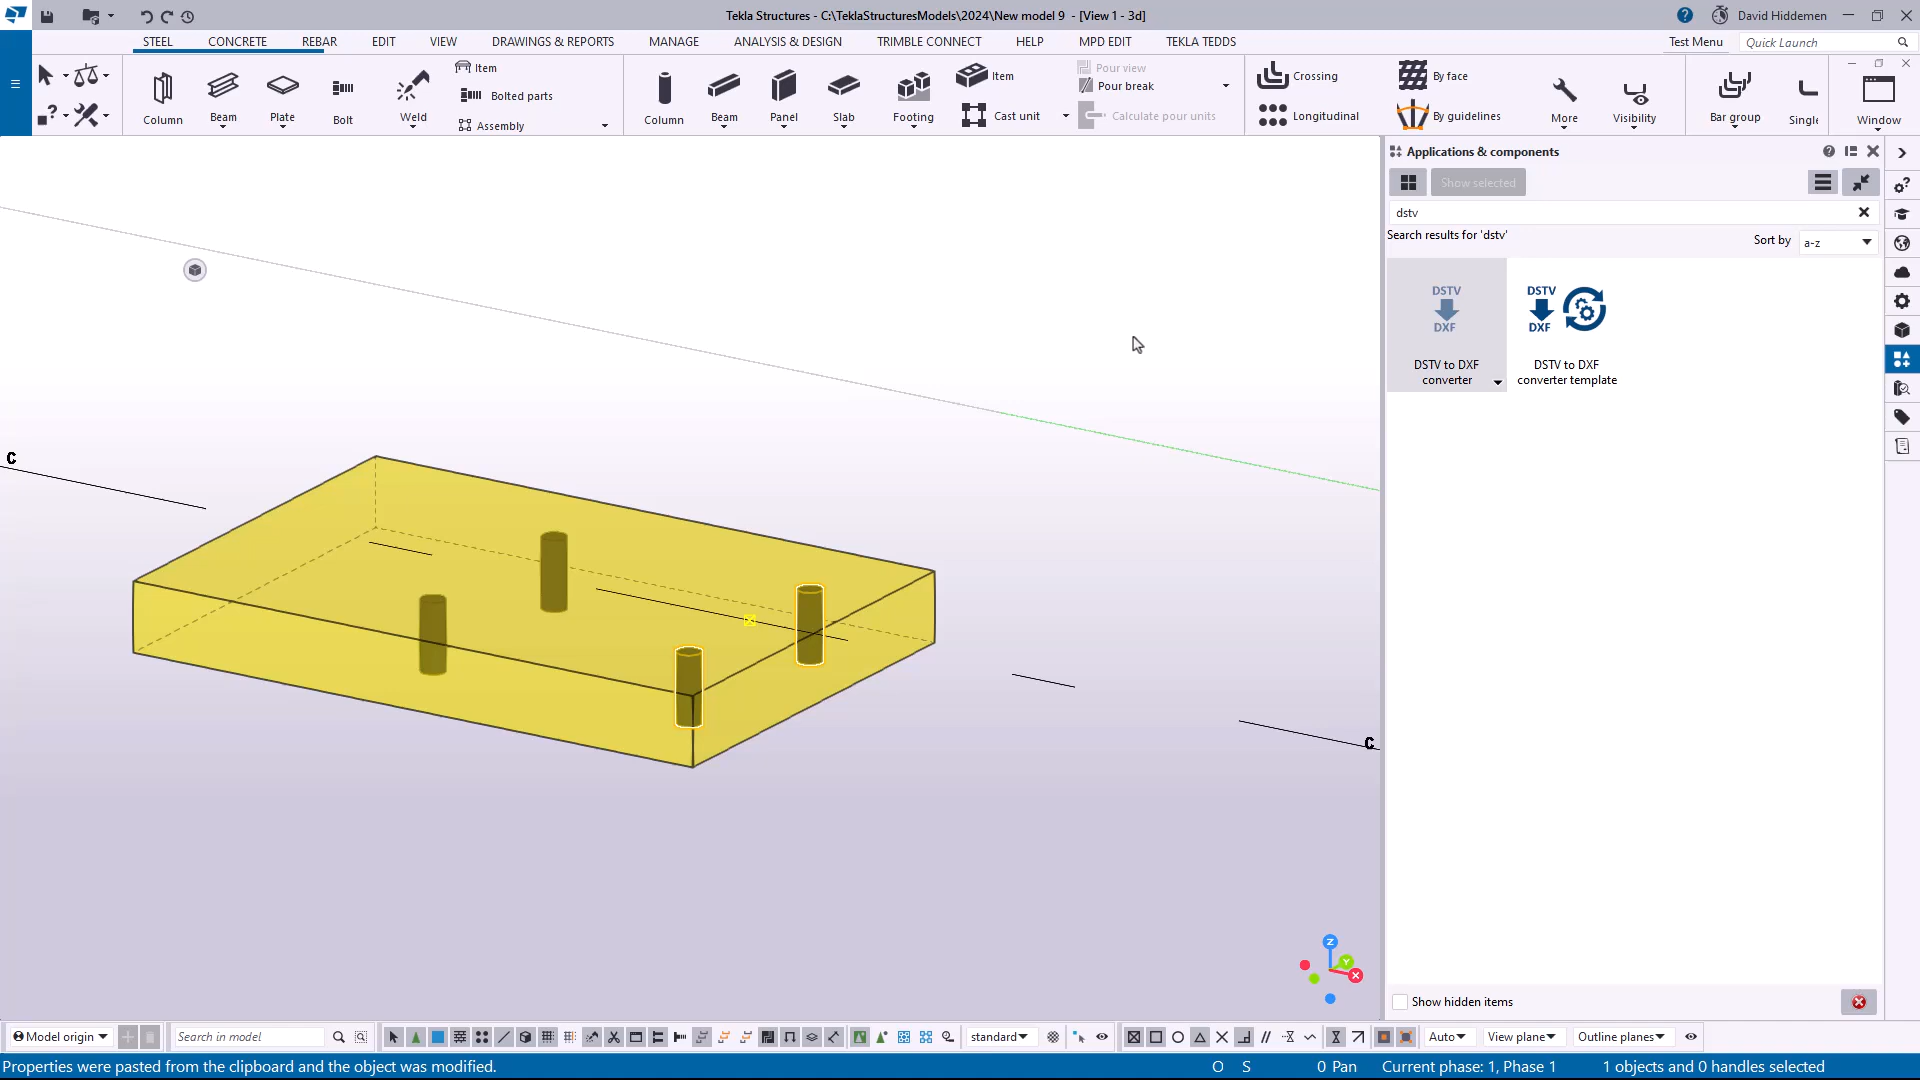 Tekla Structures - C:\TeklaStructuresModels\2024\New model 9 - [View 1 - 3d]
David Hiddemen
STEEL CONCRETE REBAR EDIT VIEW DRAWINGS & REPORTS MANAGE ANALYSIS & DESIGN TRIMBLE CONNECT HELP MPD EDIT TEKLA TEDDS
Test Menu Quick Launch
Column Beam Plate Bolt Weld
Item
Bolted parts
Assembly
Column Beam Panel Slab Footing
Item
Cast unit
Pour view
Pour break
Calculate pour units
Crossing
Longitudinal
By face
By guidelines
More Visibility Bar group Single Window
Applications & components
Show selected
dstv
Search results for 'dstv'
Sort by a-z
DSTV
DXF
DSTV to DXF
converter
DSTV
DXF
DSTV to DXF
converter template
C
C
Z
Y
X
Show hidden items
Model origin Search in model standard Auto View plane Outline planes
Properties were pasted from the clipboard and the object was modified.
O S 0 Pan Current phase: 1, Phase 1 1 objects and 0 handles selected